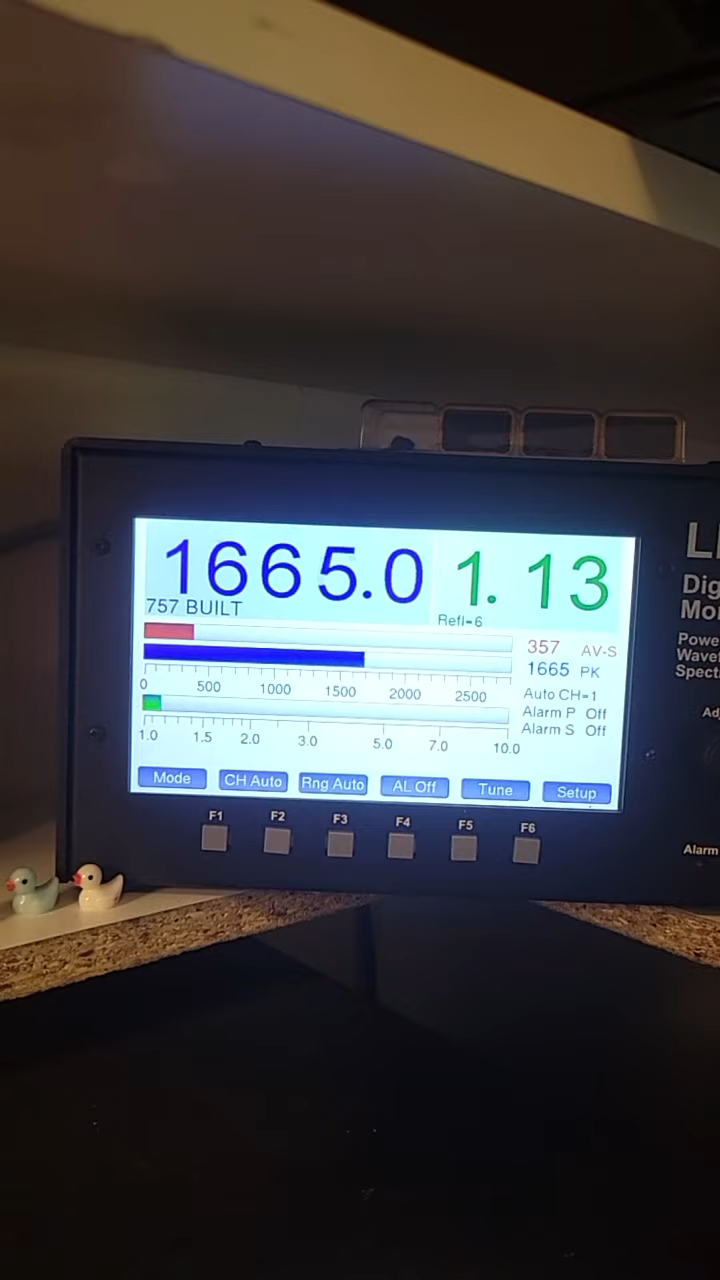 1665.0
1.13
757 BUILT
Refl=6
357 AV-S
1665 PK
0 500 1000 1500 2000 2500
Auto CH=1
Alarm P Off
Alarm S Off
1.0 1.5 2.0 3.0 5.0 7.0 10.0
Mode CH Auto Rng Auto AL Off Tune Setup
F1 F2 F3 F4 F5 F6
Alarm